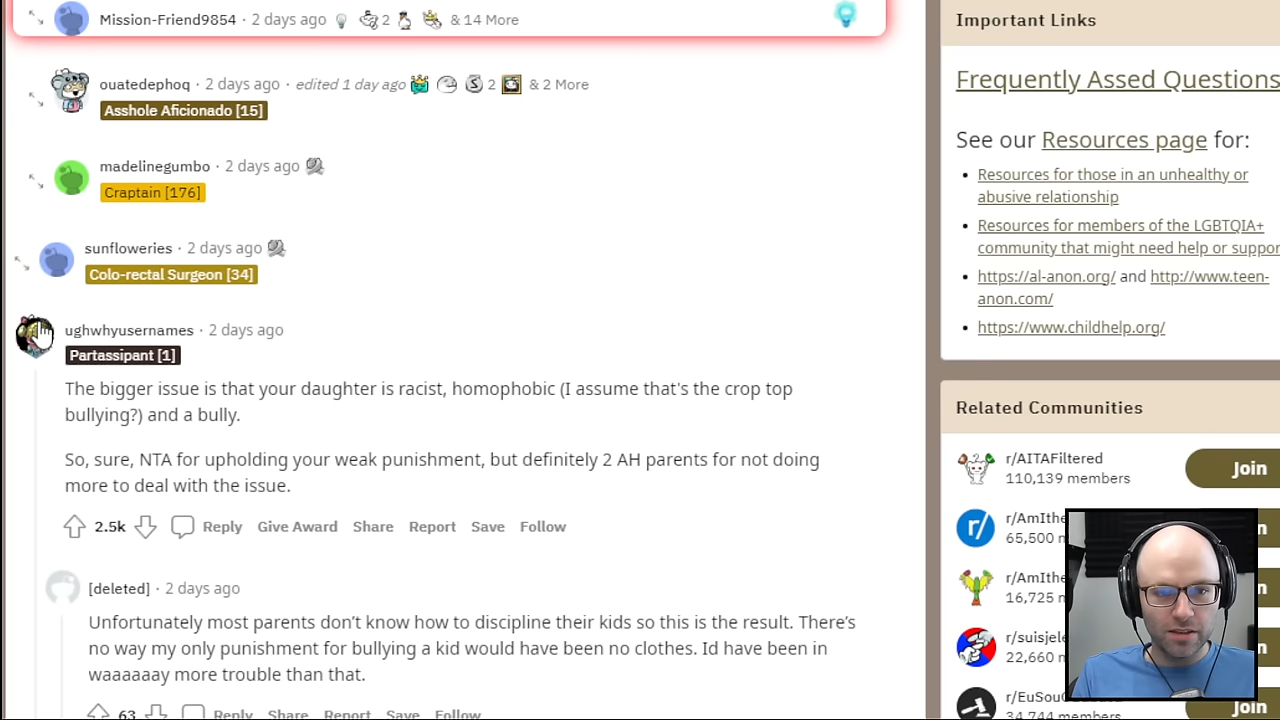 Mission-Friend9854 · 2 days ago 2 & 14 More
ouatedephoq · 2 days ago · edited 1 day ago 2 & 2 More
Asshole Aficionado [15]
madelinegumbo · 2 days ago
Craptain [176]
sunfloweries · 2 days ago
Colo-rectal Surgeon [34]
ughwhyusernames · 2 days ago
Partassipant [1]
The bigger issue is that your daughter is racist, homophobic (I assume that's the crop top
bullying?) and a bully.
So, sure, NTA for upholding your weak punishment, but definitely 2 AH parents for not doing
more to deal with the issue.
2.5k Reply Give Award Share Report Save Follow
[deleted] · 2 days ago
Unfortunately most parents don't know how to discipline their kids so this is the result. There's
no way my only punishment for bullying a kid would have been no clothes. Id have been in
waaaaay more trouble than that.
63 Reply Share Report Save Follow
Important Links
Frequently Assed Questions
See our Resources page for:
• Resources for those in an unhealthy or
abusive relationship
• Resources for members of the LGBTQIA+
community that might need help or suppor
• https://al-anon.org/ and http://www.teen-
anon.com/
• https://www.childhelp.org/
Related Communities
r/AITAFiltered
110,139 members
Join
r/
r/AmIthe
65,500 m
r/AmIthe
16,725 m
r/suisjele
22,660 m
r/EuSouO
34,744 members
Join